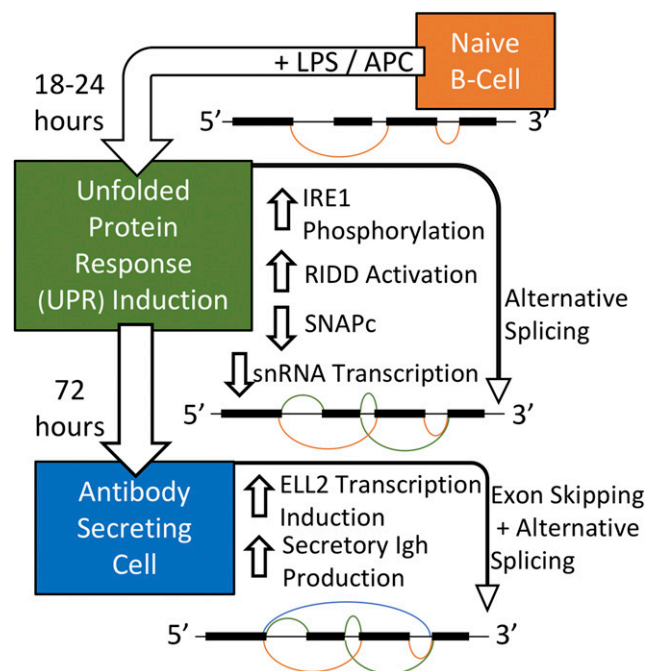 Naive
B-Cell
+ LPS / APC
18-24
hours
5’
3’
Unfolded
Protein
Response
(UPR) Induction
IRE1
Phosphorylation
RIDD Activation
SNAPc
snRNA Transcription
Alternative
Splicing
5’
3’
72
hours
Antibody
Secreting
Cell
ELL2 Transcription
Induction
Secretory Igh
Production
Exon Skipping
+ Alternative
Splicing
5’
3’